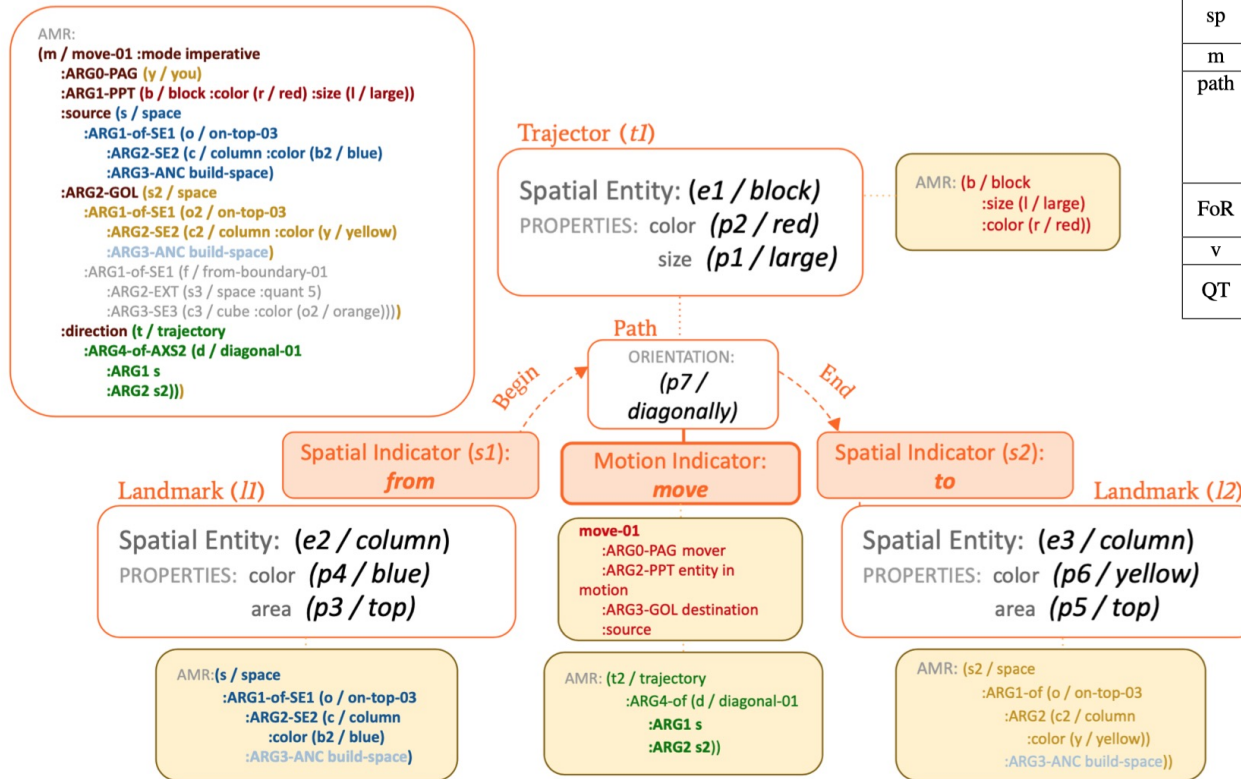 AMR:
(m / move-01 :mode imperative
:ARG0-PAG (y / you)
:ARG1-PPT (b / block :color (r / red) :size (l / large))
:source (s / space
:ARG1-of-SE1 (o / on-top-03
:ARG2-SE2 (c / column :color (b2 / blue)
:ARG3-ANC build-space)
:ARG2-GOL (s2 / space
:ARG1-of-SE1 (o2 / on-top-03
:ARG2-SE2 (c2 / column :color (y / yellow)
:ARG3-ANC build-space)
:ARG1-of-SE1 (f / from-boundary-01
:ARG2-EXT (s3 / space :quant 5)
:ARG3-SE3 (c3 / cube :color (o2 / orange))))
:direction (t / trajectory
:ARG4-of-AXS2 (d / diagonal-01
:ARG1 s
:ARG2 s2)))
sp
m
path
FoR
v
QT
Trajector (t1)
Spatial Entity: (e1 / block)
PROPERTIES: color (p2 / red)
size (p1 / large)
AMR: (b / block
:size (l / large)
:color (r / red))
Path
ORIENTATION:
(p7 /
diagonally)
Begin
End
Spatial Indicator (s1):
from
Motion Indicator:
move
Spatial Indicator (s2):
to
Landmark (l1)
Spatial Entity: (e2 / column)
PROPERTIES: color (p4 / blue)
area (p3 / top)
move-01
:ARG0-PAG mover
:ARG2-PPT entity in
motion
:ARG3-GOL destination
:source
Landmark (l2)
Spatial Entity: (e3 / column)
PROPERTIES: color (p6 / yellow)
area (p5 / top)
AMR:(s / space
:ARG1-of-SE1 (o / on-top-03
:ARG2-SE2 (c / column
:color (b2 / blue)
:ARG3-ANC build-space)
AMR: (t2 / trajectory
:ARG4-of (d / diagonal-01
:ARG1 s
:ARG2 s2))
AMR: (s2 / space
:ARG1-of (o / on-top-03
:ARG2 (c2 / column
:color (y / yellow))
:ARG3-ANC build-space))